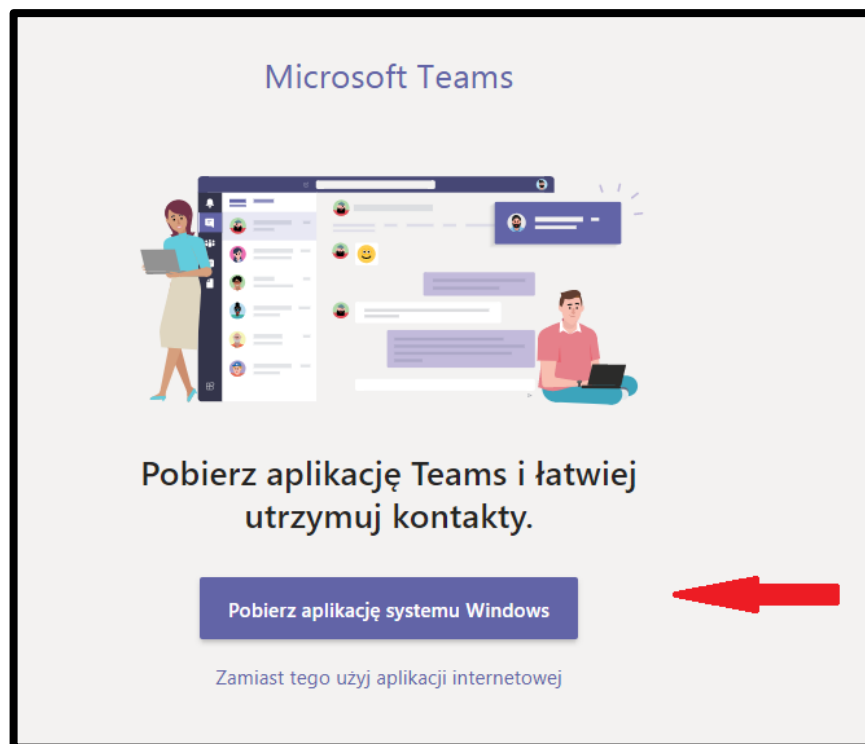 Microsoft Teams
Pobierz aplikację Teams i łatwiej
utrzymuj kontakty.
Pobierz aplikację systemu Windows
Zamiast tego użyj aplikacji internetowej